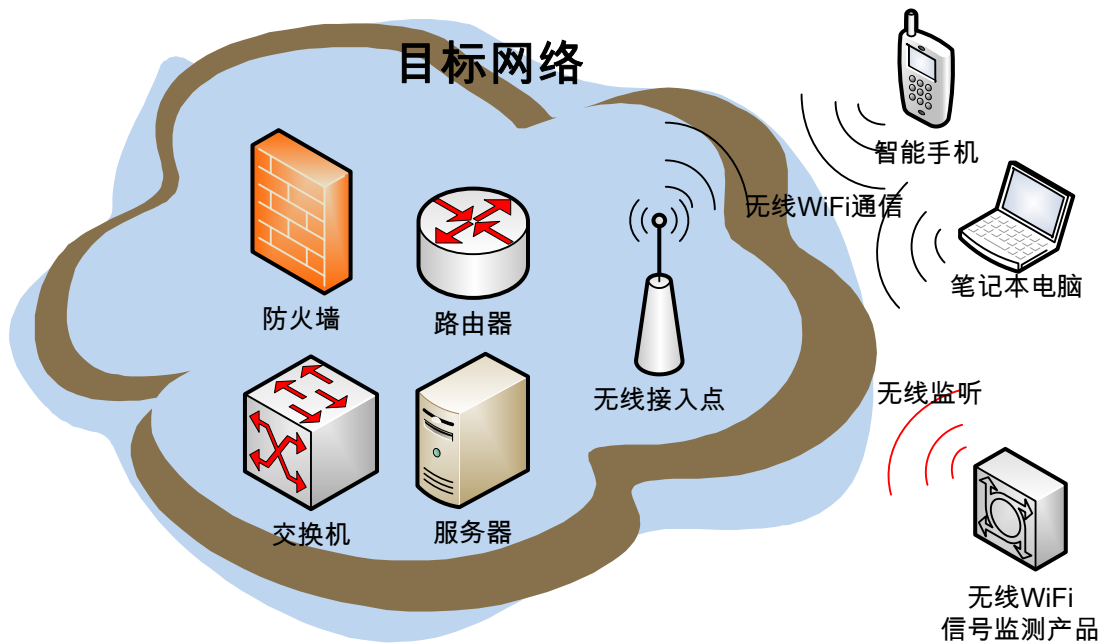 目标网络
智能手机
无线WiFi通信
笔记本电脑
防火墙
路由器
无线接入点
无线监听
交换机
服务器
无线WiFi
信号监测产品